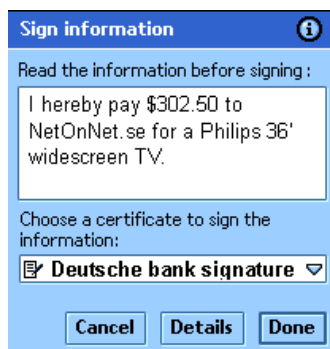 Sign information
Read the information before signing :
I hereby pay $302.50 to
NetOnNet.se for a Philips 36'
widescreen TV.
Choose a certificate to sign the
information:
Deutsche bank signature
Cancel Details Done